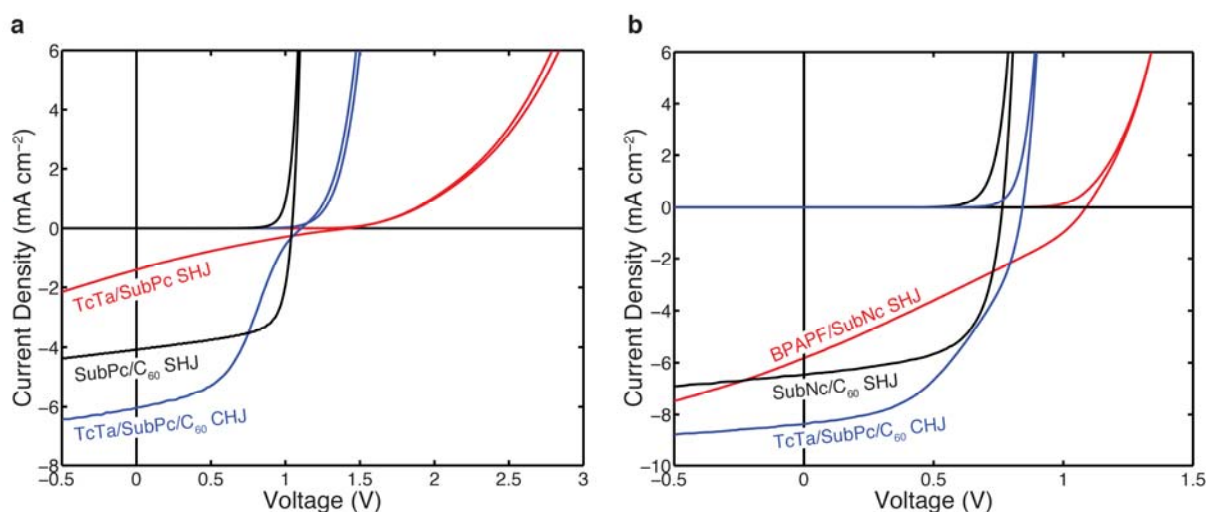 a
6
4
2
0
−2
−4
−6
−8
−0.5
0
0.5
1
1.5
2
2.5
3
Current Density (mA cm⁻²)
Voltage (V)
TcTa/SubPc SHJ
SubPc/C₆₀ SHJ
TcTa/SubPc/C₆₀ CHJ
b
6
4
2
0
−2
−4
−6
−8
−10
−0.5
0
0.5
1
1.5
Current Density (mA cm⁻²)
Voltage (V)
BPAPF/SubNc SHJ
SubNc/C₆₀ SHJ
TcTa/SubPc/C₆₀ CHJ